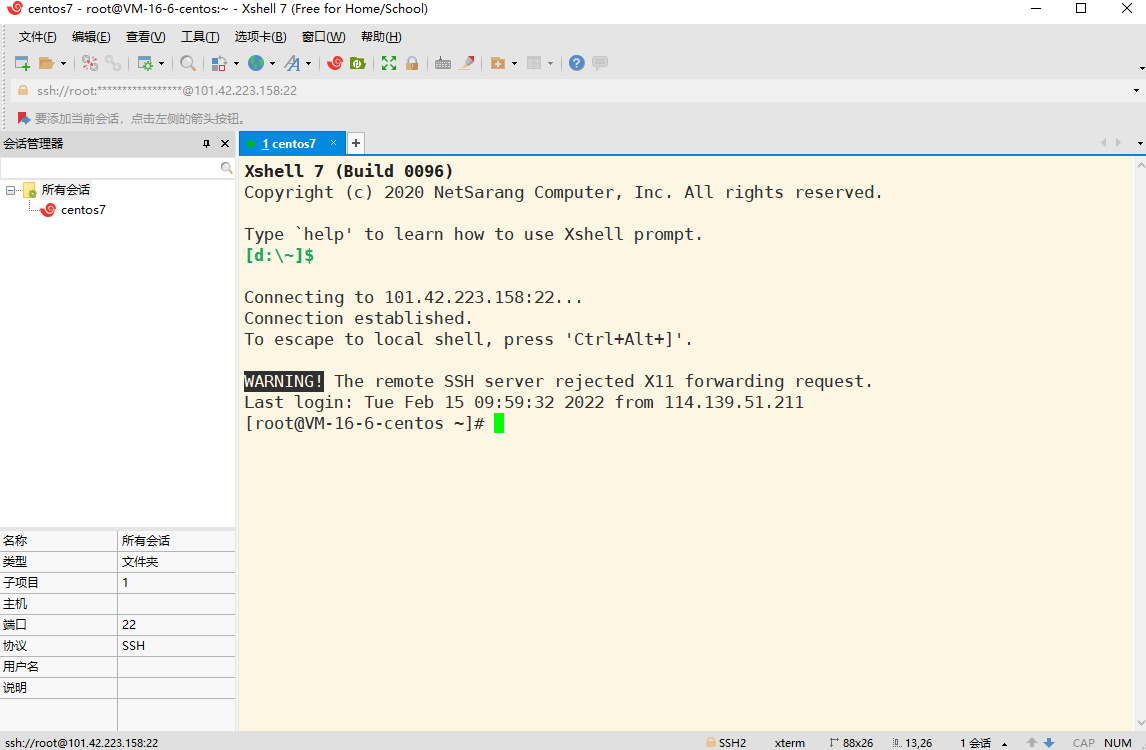 centos7 - root@VM-16-6-centos:~ - Xshell 7 (Free for Home/School)
文件(F) 编辑(E) 查看(V) 工具(T) 选项卡(B) 窗口(W) 帮助(H)
ssh://root:*****************@101.42.223.158:22
要添加当前会话，点击左侧的箭头按钮。
会话管理器
1 centos7
所有会话
centos7
Xshell 7 (Build 0096)
Copyright (c) 2020 NetSarang Computer, Inc. All rights reserved.
Type `help' to learn how to use Xshell prompt.
[d:\~]$
Connecting to 101.42.223.158:22...
Connection established.
To escape to local shell, press 'Ctrl+Alt+]'.
WARNING! The remote SSH server rejected X11 forwarding request.
Last login: Tue Feb 15 09:59:32 2022 from 114.139.51.211
[root@VM-16-6-centos ~]#
名称 所有会话
类型 文件夹
子项目 1
主机
端口 22
协议 SSH
用户名
说明
ssh://root@101.42.223.158:22 SSH2 xterm 88x26 13,26 1 会话 CAP NUM